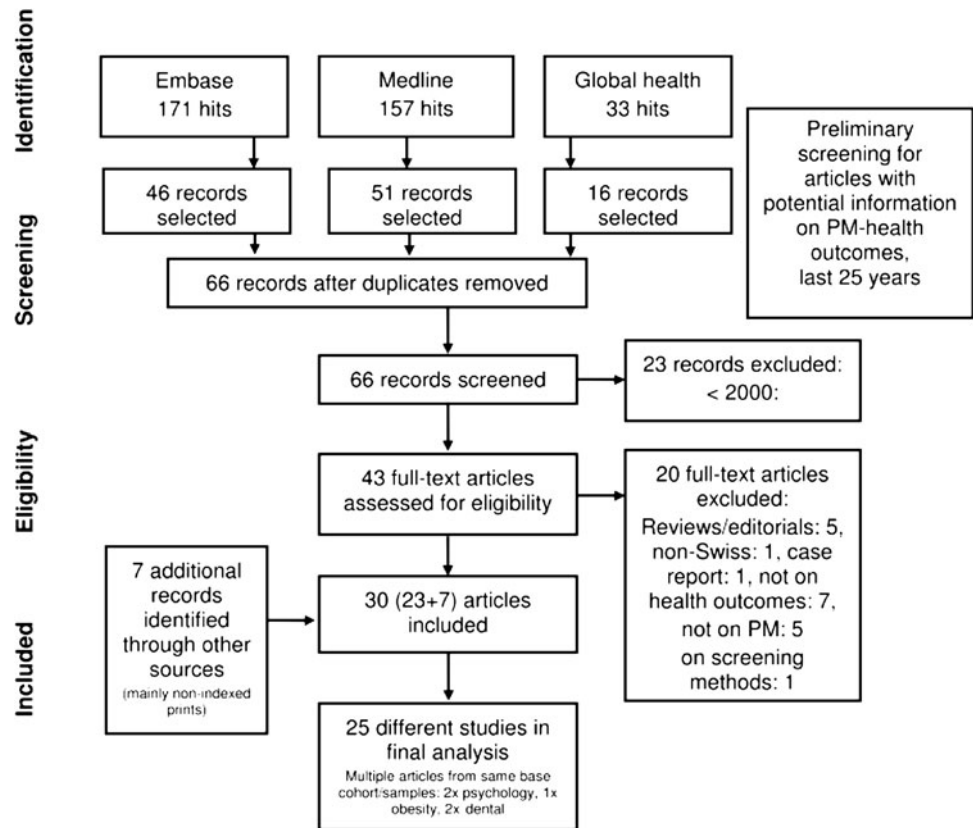 Identification
Embase
171 hits
Medline
157 hits
Global health
33 hits
Preliminary
screening for
articles with
potential information
on PM-health
outcomes,
last 25 years
Screening
46 records
selected
51 records
selected
16 records
selected
66 records after duplicates removed
66 records screened
23 records excluded:
< 2000:
Eligibility
43 full-text articles
assessed for eligibility
20 full-text articles
excluded:
Reviews/editorials: 5,
non-Swiss: 1, case
report: 1, not on
health outcomes: 7,
not on PM: 5
on screening
methods: 1
Included
7 additional
records
identified
through other
sources
(mainly non-indexed
prints)
30 (23+7) articles
included
25 different studies in
final analysis
Multiple articles from same base
cohort/samples: 2x psychology, 1x
obesity, 2x dental